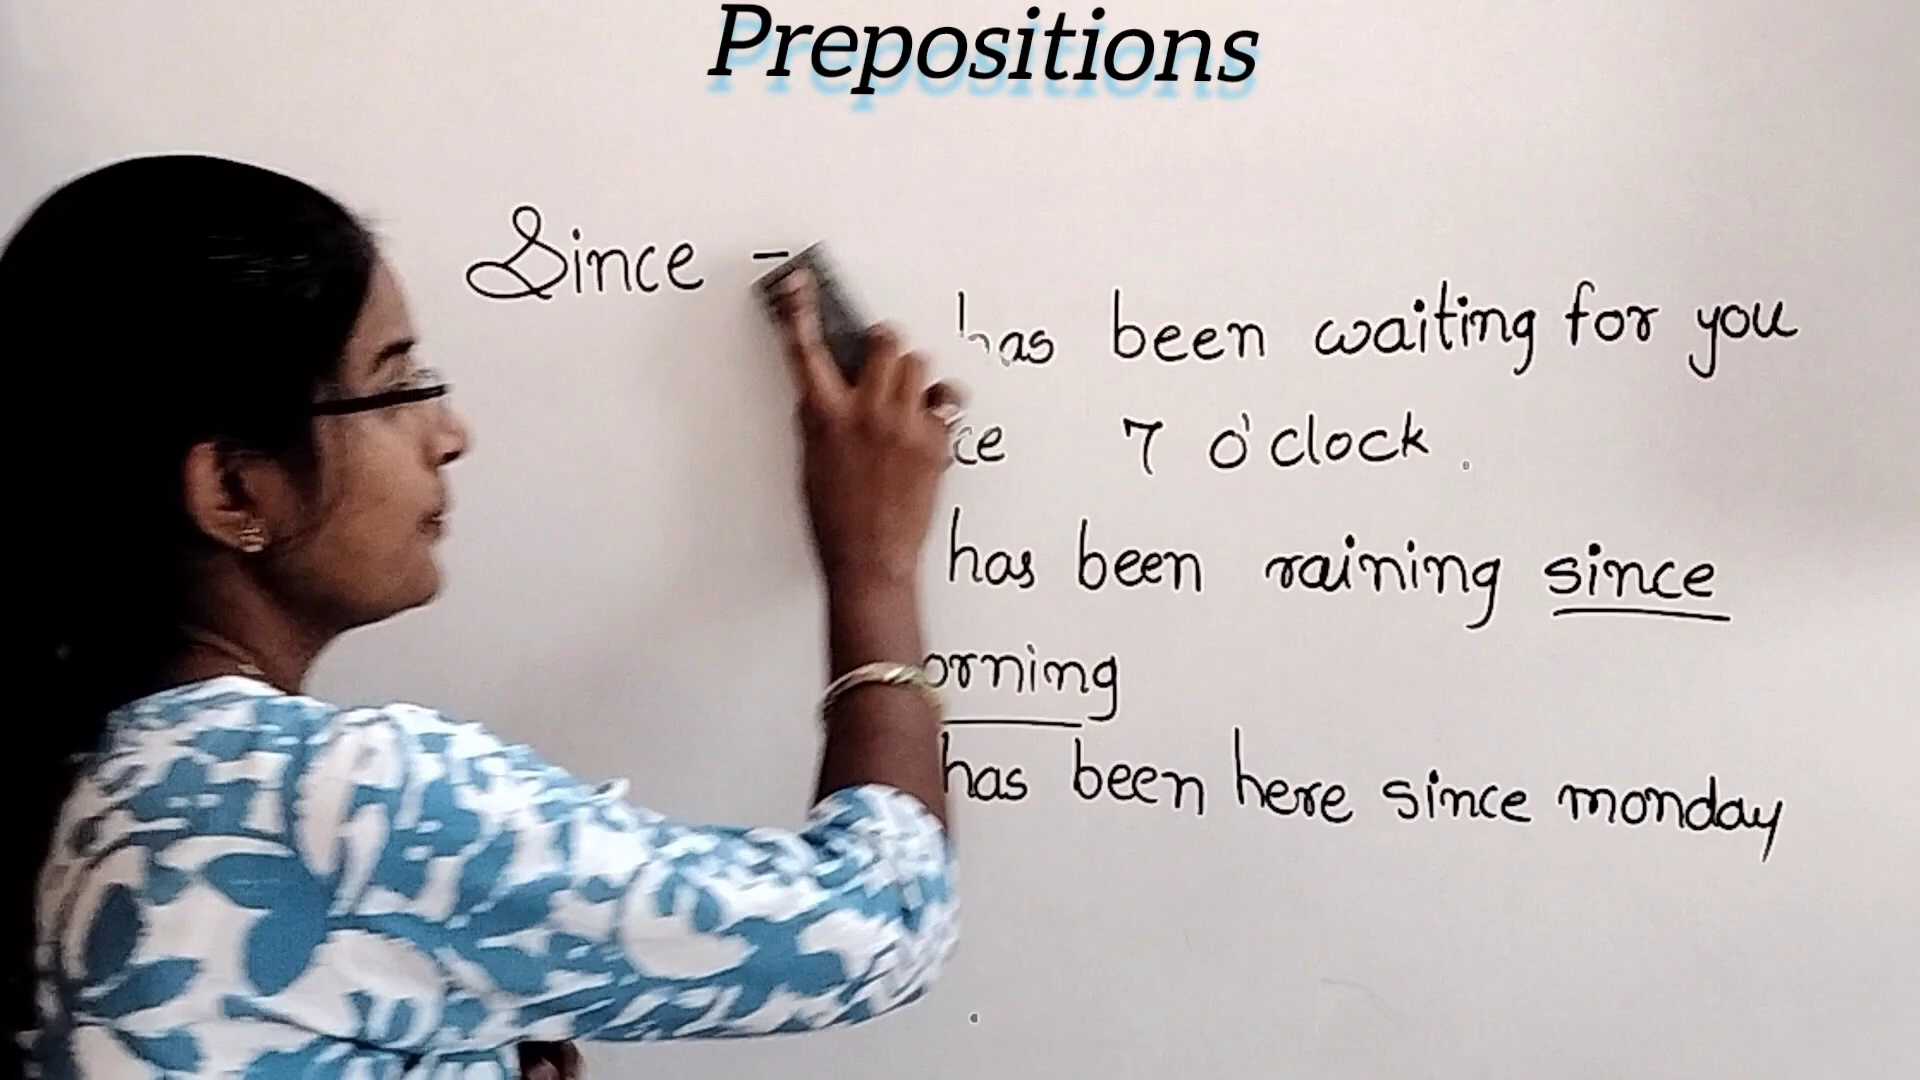 Prepositions
Since -
has been waiting for you
ce 7 o'clock .
has been raining since
orning
has been here since monday